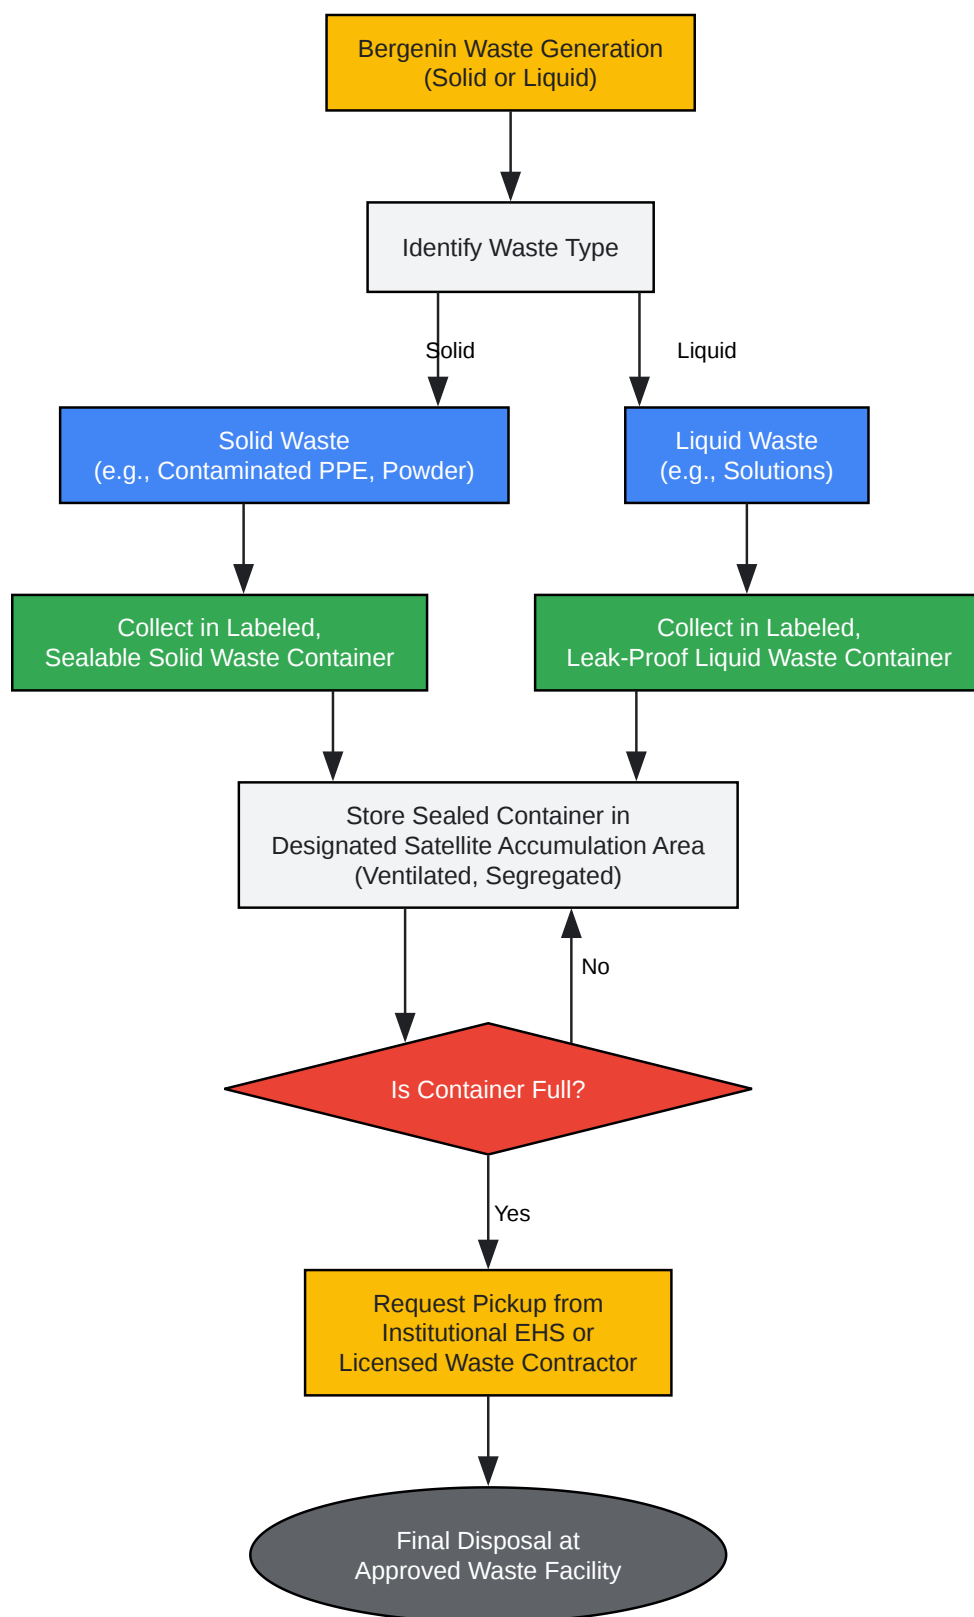 Bergenin Waste Generation
(Solid or Liquid)
Identify Waste Type
Solid
Liquid
Solid Waste
(e.g., Contaminated PPE, Powder)
Liquid Waste
(e.g., Solutions)
Collect in Labeled,
Sealable Solid Waste Container
Collect in Labeled,
Leak-Proof Liquid Waste Container
Store Sealed Container in
Designated Satellite Accumulation Area
(Ventilated, Segregated)
No
Is Container Full?
Yes
Request Pickup from
Institutional EHS or
Licensed Waste Contractor
Final Disposal at
Approved Waste Facility